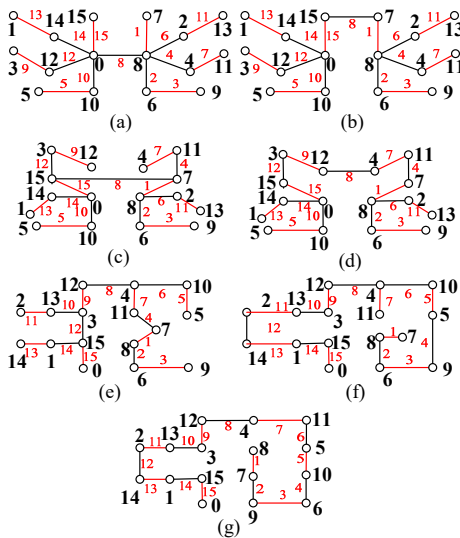 13 14 15 7 2 11
1 14 15 1 6 13
3 12 0 8 8 4 7 11
9 12 10 2 4
5 5 10 6 3 9
(a)
13 14 15 7 2 11
1 14 15 1 6 13
3 12 0 8 8 4 7 11
9 12 10 2 4
5 5 10 6 3 9
(b)
3 9 12 4 7 11
12 4
15 15 8 1 7
14 0 8 6 2
1 13 14 10 2 11 13
5 5 10 6 3 9
(c)
3 9 12 4 7 11
12 8 4
15 15 1 7
14 0 8 6 2
1 13 14 10 2 11 13
5 5 10 6 3 9
(d)
12 8 4 6 10
2 13 9 7 5
11 10 3 11 4 5
12 15 8 1 7
14 13 1 14 15 2
0 6 3 9
(e)
12 8 4 6 10
2 13 9 7 5
11 10 3 11 5
12 15 8 1 7 4
14 13 1 14 15 2
0 6 3 9
(f)
12 8 4 7 11
2 11 13 10 9 6
3 8 5
12 15 1 5
14 13 1 14 15 7 10
0 2 4
9 3 6
(g)